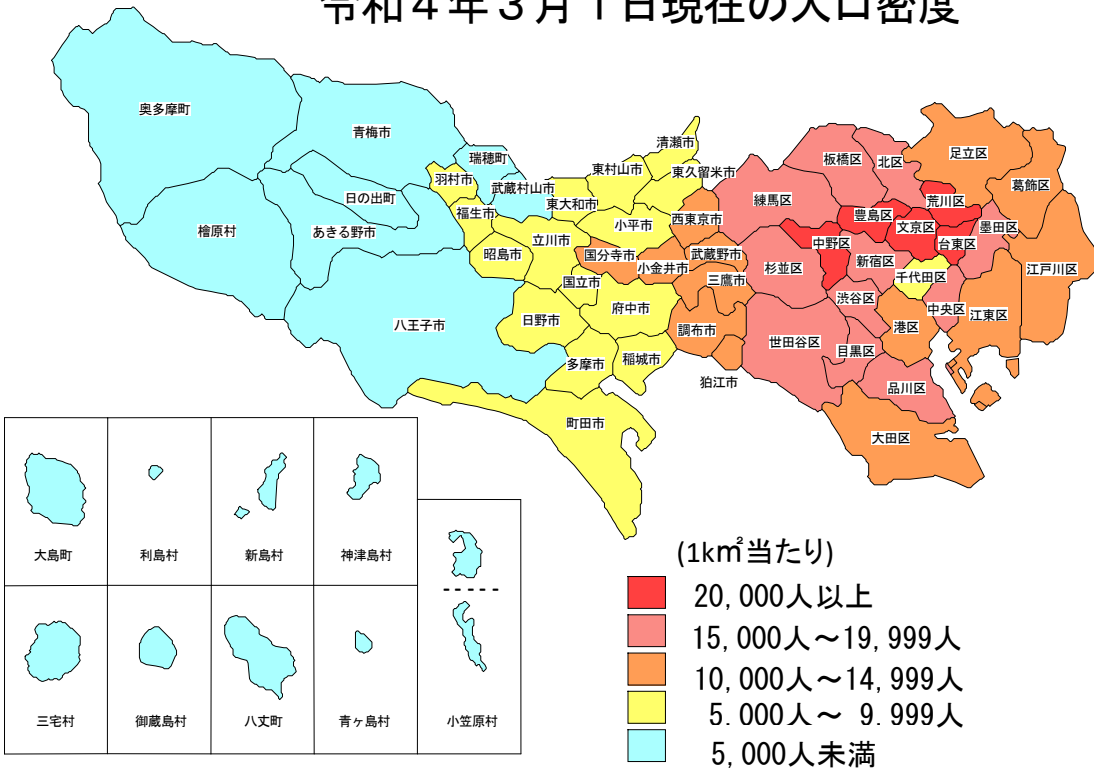 令和４年３月１日現在の人口密度
奥多摩町
青梅市
瑞穂町
清瀬市
東村山市
東久留米市
羽村市
武蔵村山市
日の出町
東大和市
福生市
檜原村
あきる野市
立川市
小平市
西東京市
昭島市
国分寺市
小金井市
武蔵野市
三鷹市
国立市
八王子市
日野市
府中市
調布市
多摩市
稲城市
狛江市
町田市
板橋区
北区
足立区
葛飾区
練馬区
荒川区
豊島区
文京区
台東区
墨田区
中野区
新宿区
杉並区
千代田区
江戸川区
渋谷区
中央区
江東区
港区
世田谷区
目黒区
品川区
大田区
大島町
利島村
新島村
神津島村
三宅村
御蔵島村
八丈町
青ヶ島村
小笠原村
(1k㎡当たり)
20,000人以上
15,000人～19,999人
10,000人～14,999人
5,000人～ 9,999人
5,000人未満